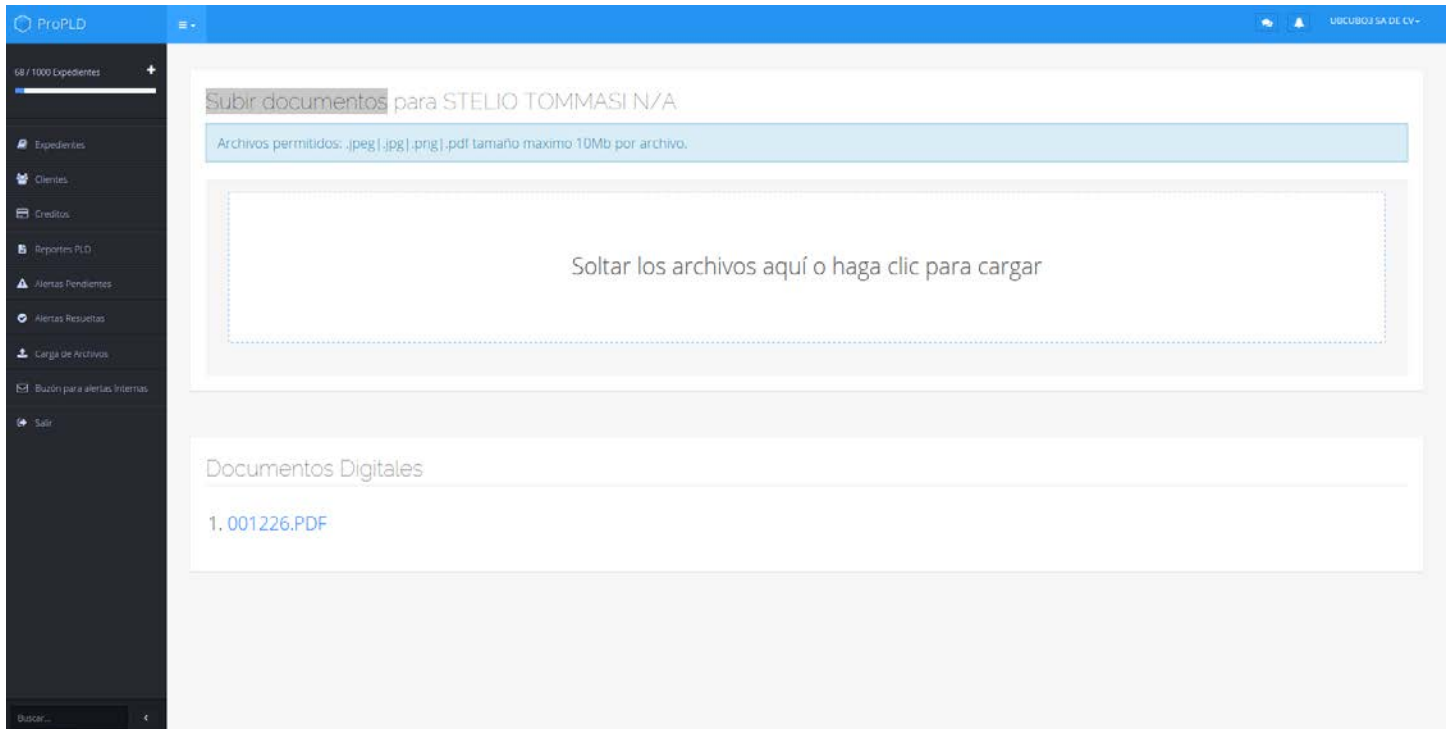 ProPLD
UBCUBO3 SA DE CV
68 / 1000 Expedientes
Expedientes
Clientes
Creditos
Reportes PLD
Alertas Pendientes
Alertas Resueltas
Carga de Archivos
Buzón para alertas Internas
Salir
Buscar...
Subir documentos para STELIO TOMMASI N/A
Archivos permitidos: .jpeg|.jpg|.png|.pdf tamaño maximo 10Mb por archivo.
Soltar los archivos aquí o haga clic para cargar
Documentos Digitales
1. 001226.PDF